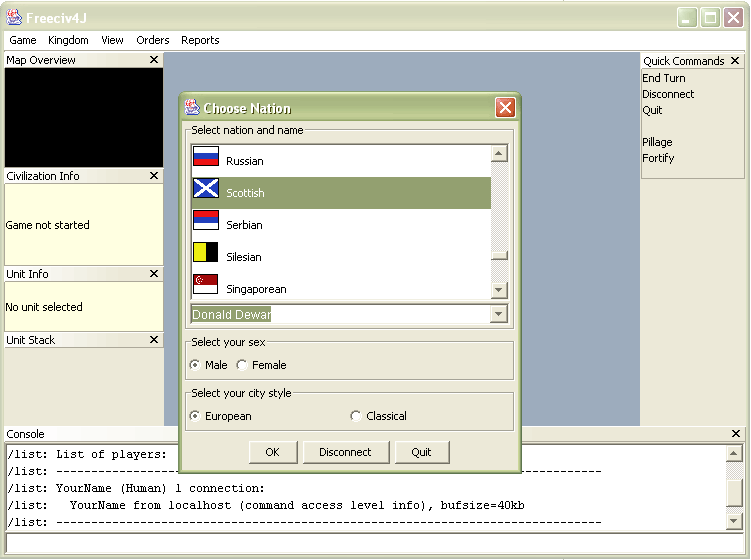 Freeciv4J
Game Kingdom View Orders Reports
Map Overview
Civilization Info
Game not started
Unit Info
No unit selected
Unit Stack
Choose Nation
Select nation and name
Russian
Scottish
Serbian
Silesian
Singaporean
Donald Dewar
Select your sex
Male Female
Select your city style
European Classical
OK Disconnect Quit
Quick Commands
End Turn
Disconnect
Quit
Pillage
Fortify
Console
/list: List of players:
/list: --------------------------------------------------------------------------------
/list: YourName (Human) 1 connection:
/list:   YourName from localhost (command access level info), bufsize=40kb
/list: --------------------------------------------------------------------------------